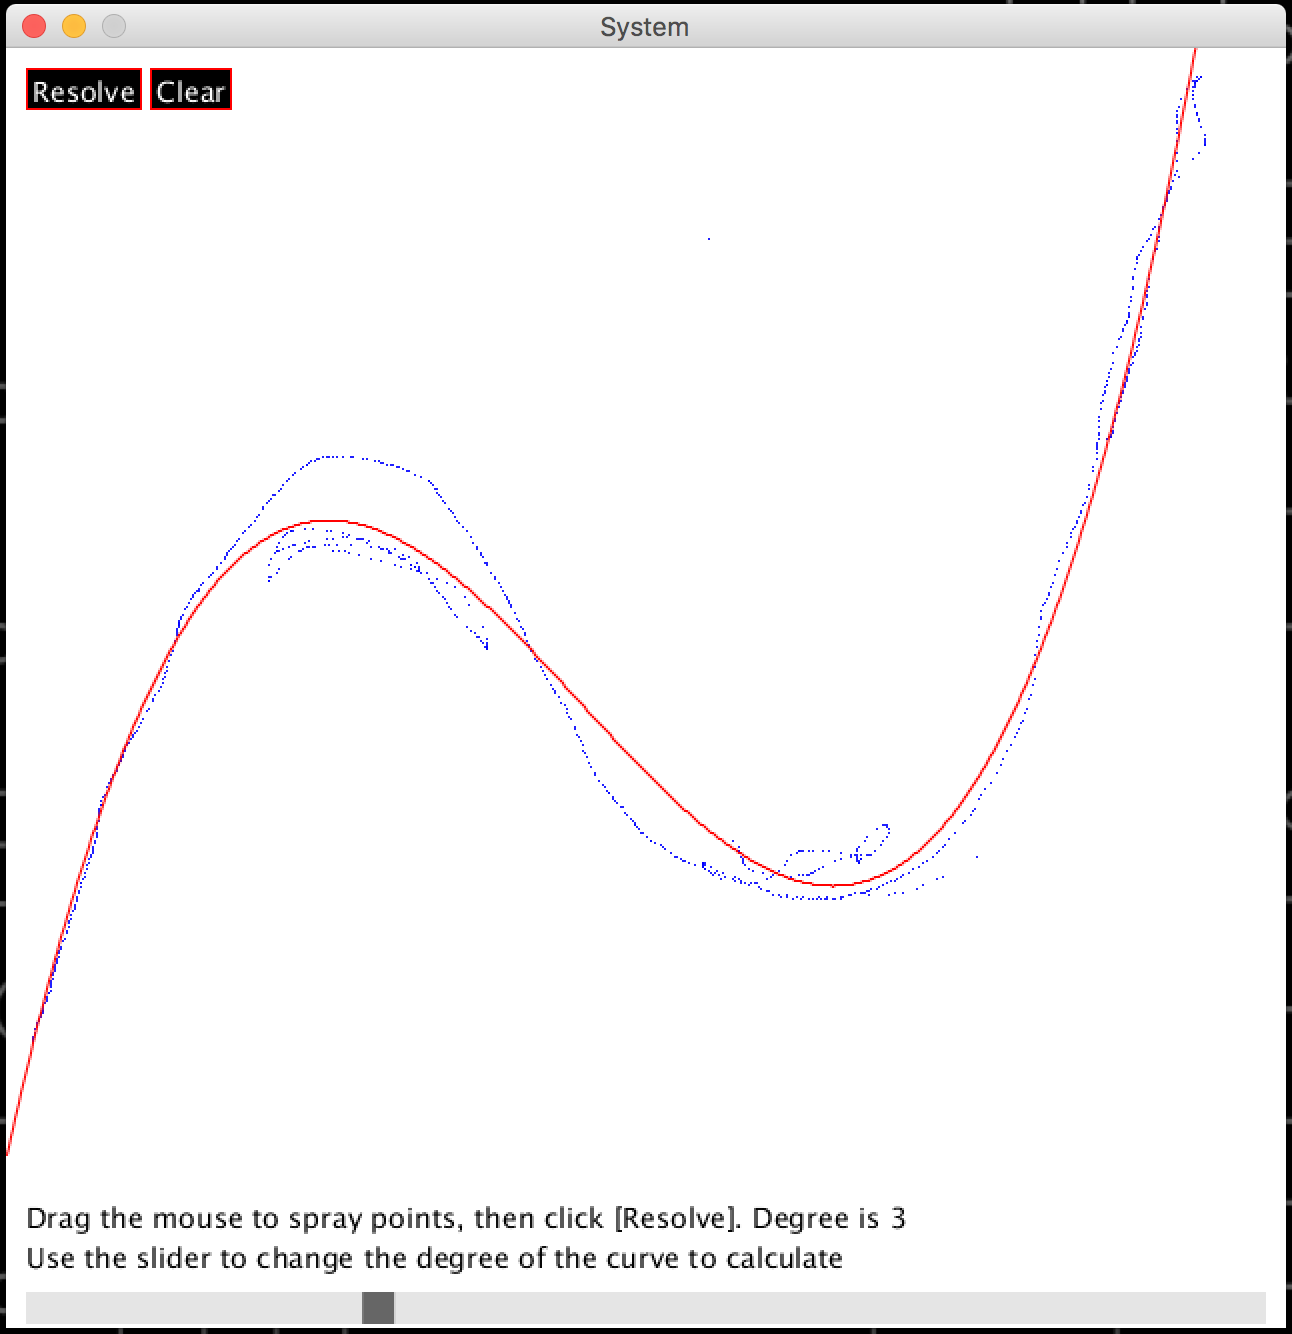 System
Resolve Clear
Drag the mouse to spray points, then click [Resolve]. Degree is 3
Use the slider to change the degree of the curve to calculate